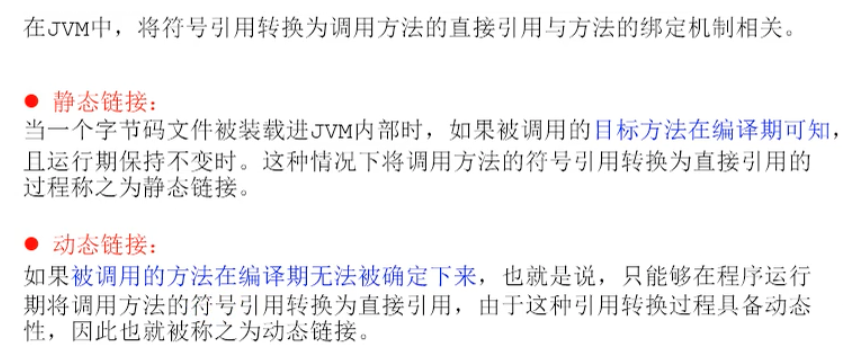 在JVM中，将符号引用转换为调用方法的直接引用与方法的绑定机制相关。
● 静态链接：
当一个字节码文件被装载进JVM内部时，如果被调用的目标方法在编译期可知，
且运行期保持不变时。这种情况下将调用方法的符号引用转换为直接引用的
过程称之为静态链接。
● 动态链接：
如果被调用的方法在编译期无法被确定下来，也就是说，只能够在程序运行
期将调用方法的符号引用转换为直接引用，由于这种引用转换过程具备动态
性，因此也就被称之为动态链接。